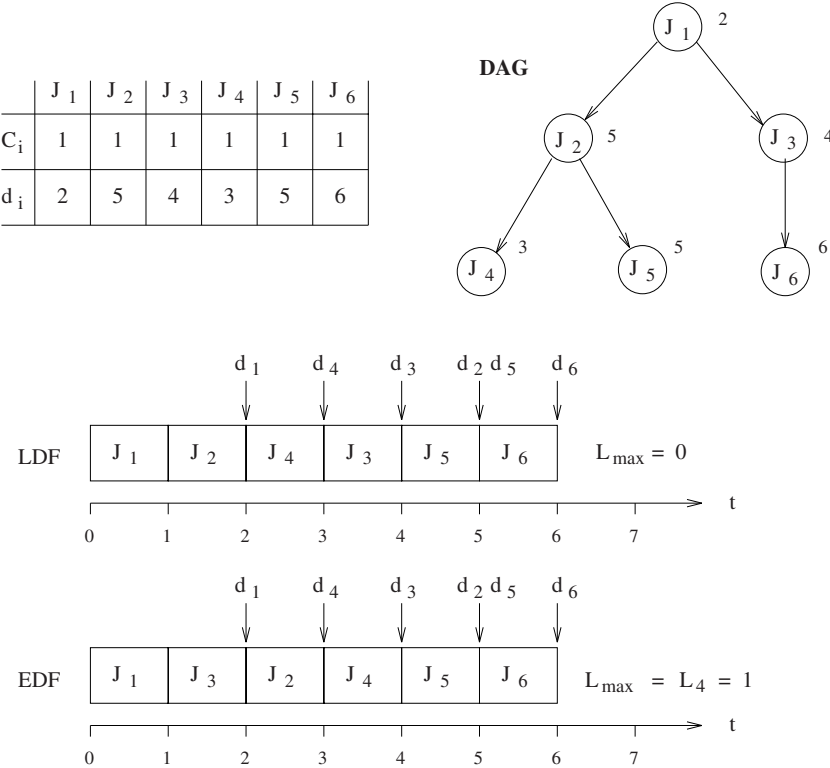 J 1 J 2 J 3 J 4 J 5 J 6
C i 1 1 1 1 1 1
d i 2 5 4 3 5 6
DAG
J 1 2
J 2 5
J 3 4
J 4 3
J 5 5
J 6 6
d 1 d 4 d 3 d 2 d 5 d 6
LDF J 1 J 2 J 4 J 3 J 5 J 6 L max = 0
t
0 1 2 3 4 5 6 7
d 1 d 4 d 3 d 2 d 5 d 6
EDF J 1 J 3 J 2 J 4 J 5 J 6 L max = L 4 = 1
t
0 1 2 3 4 5 6 7